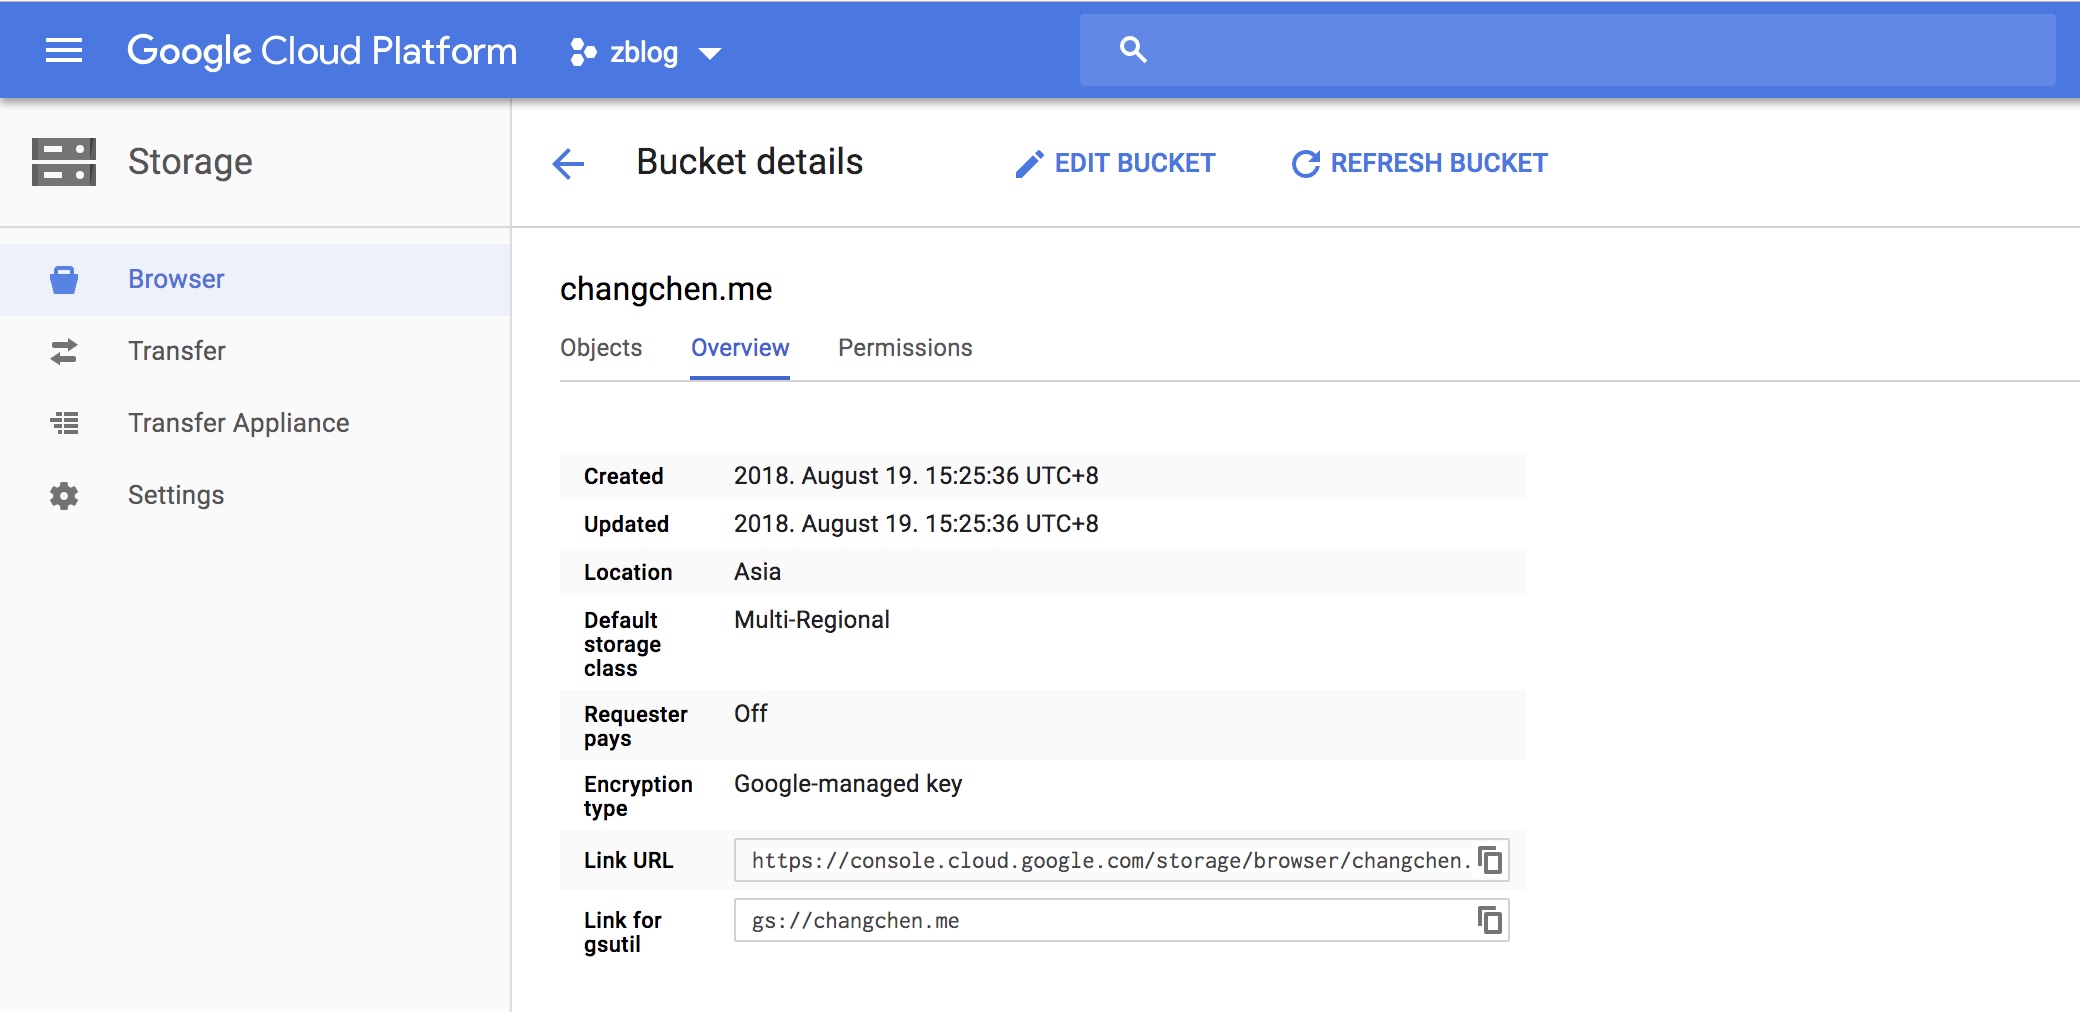 Google Cloud Platform
zblog
Storage
Bucket details
EDIT BUCKET
REFRESH BUCKET
Browser
Transfer
Transfer Appliance
Settings
changchen.me
Objects
Overview
Permissions
Created 2018. August 19. 15:25:36 UTC+8
Updated 2018. August 19. 15:25:36 UTC+8
Location Asia
Default Multi-Regional
storage
class
Requester Off
pays
Encryption Google-managed key
type
Link URL https://console.cloud.google.com/storage/browser/changchen.
Link for gs://changchen.me
gsutil